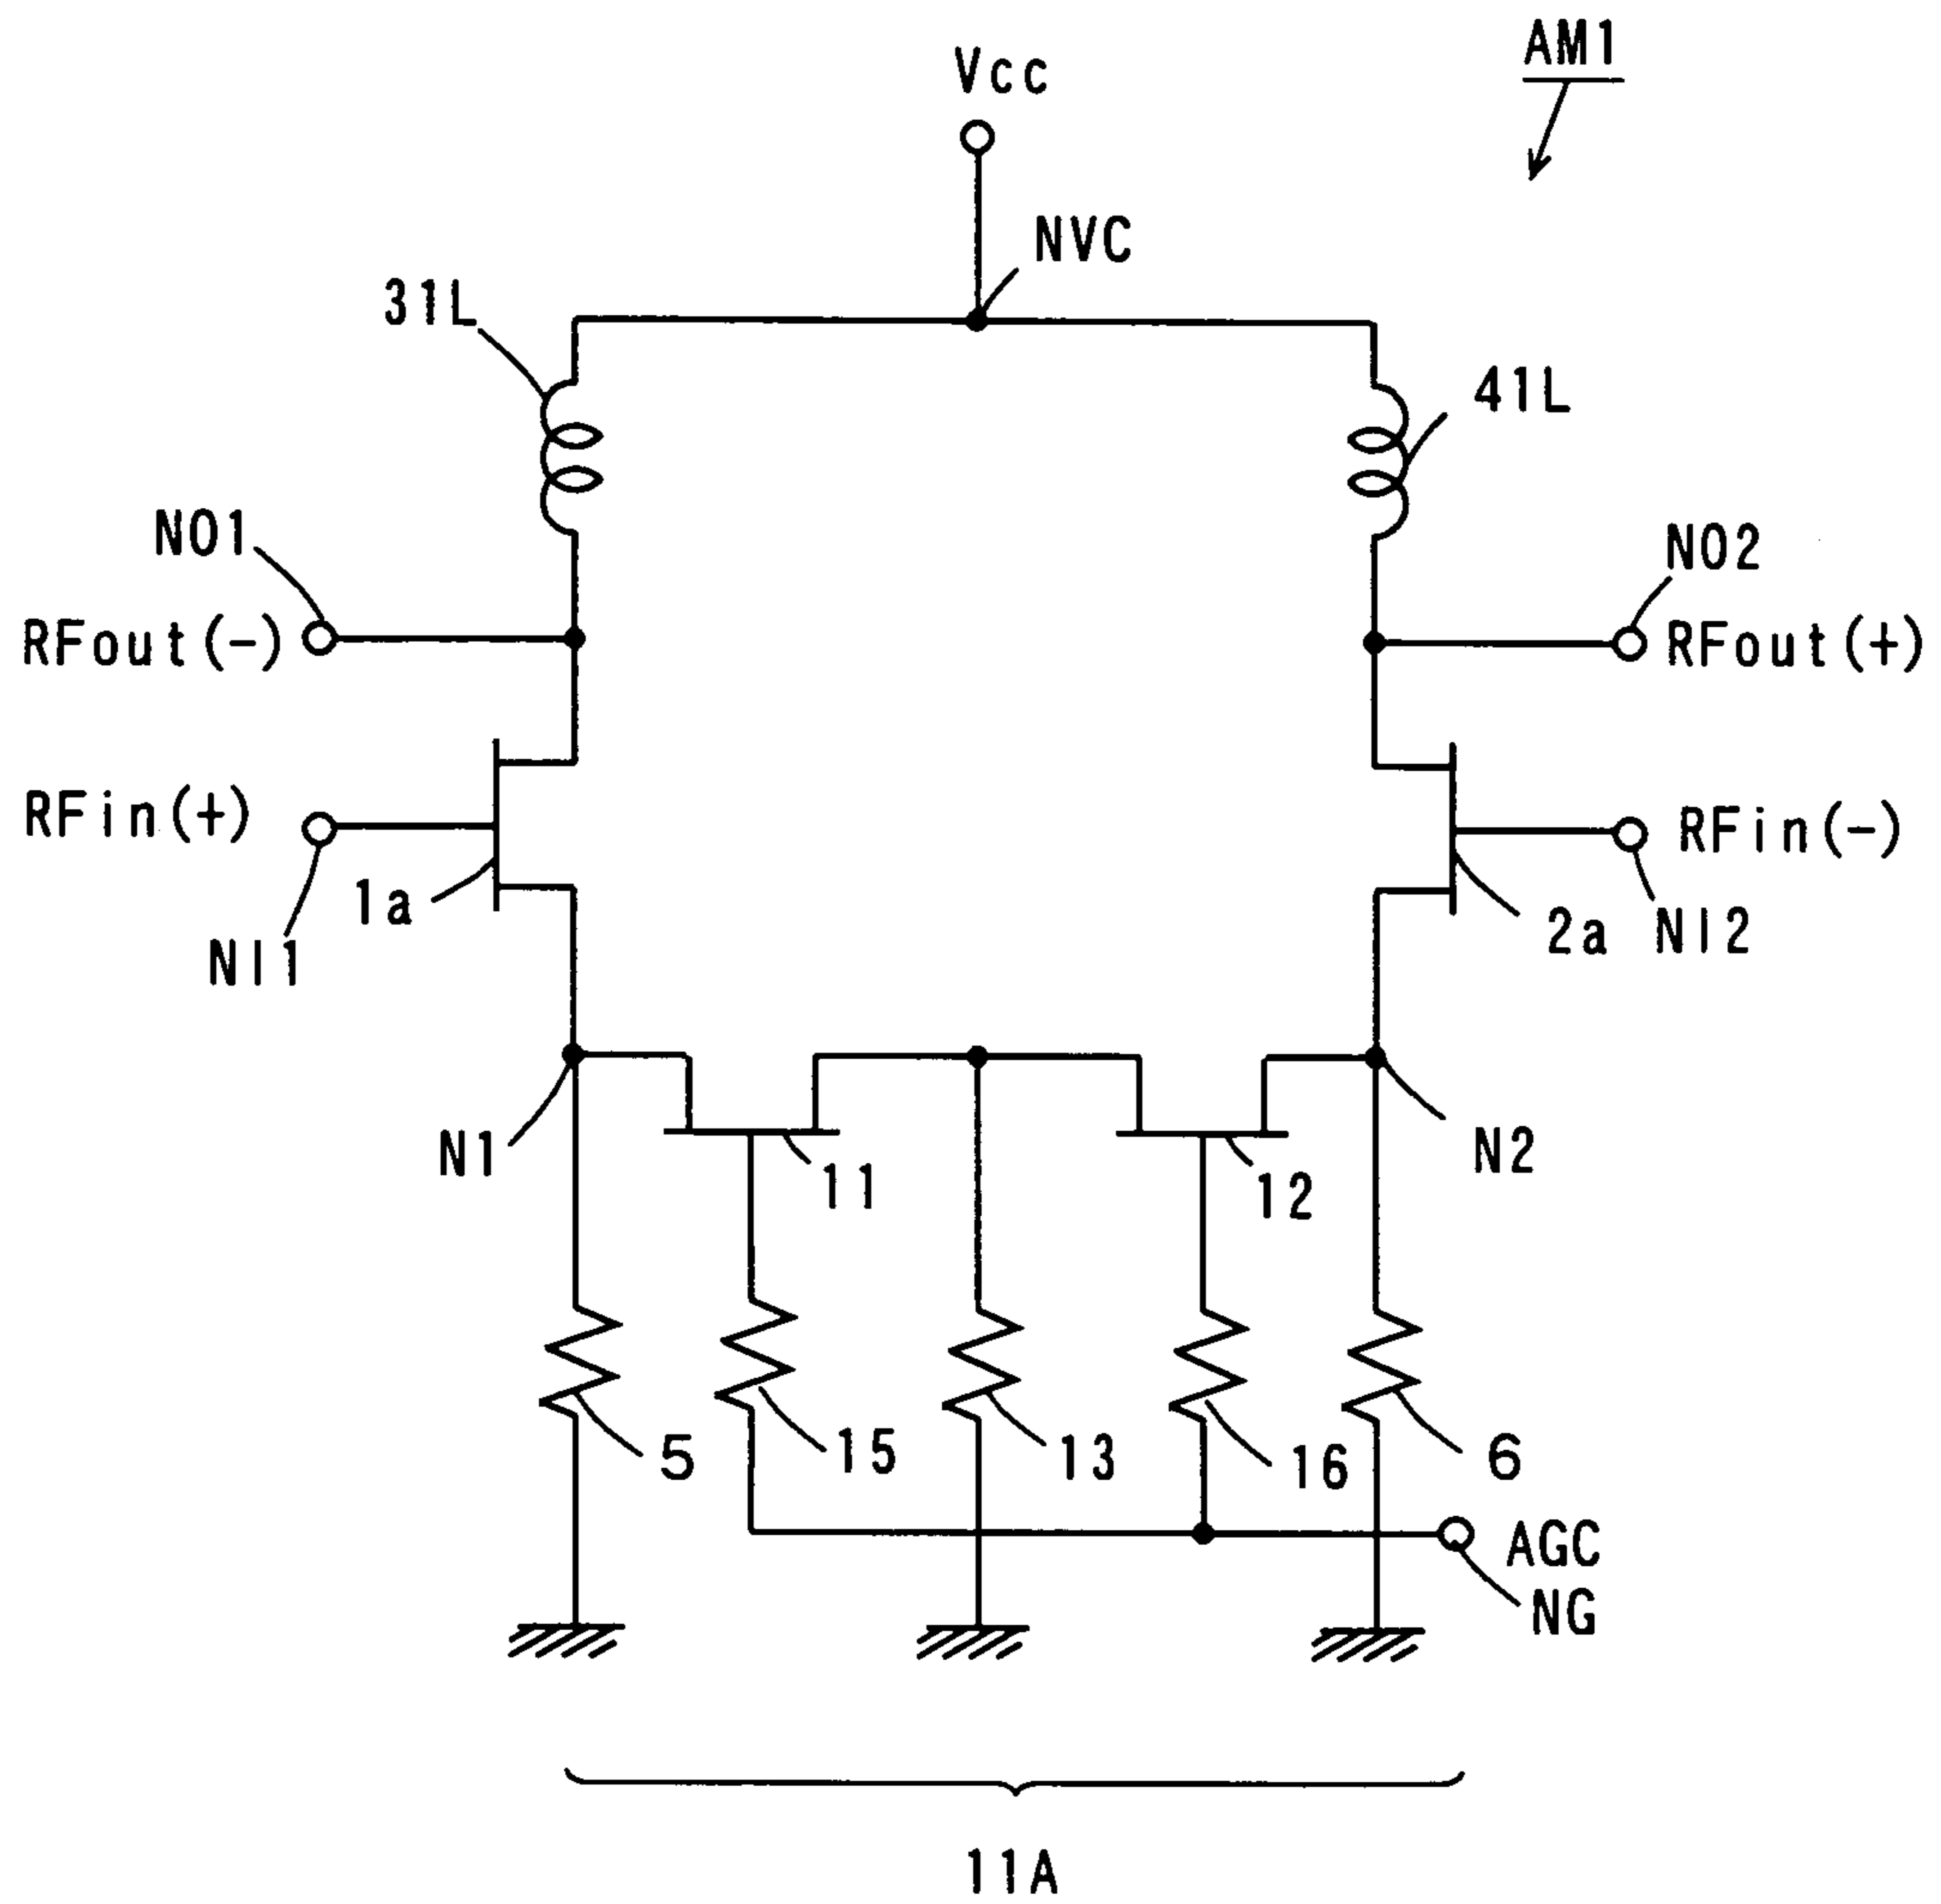 AM1
Vcc
NVC
31L
41L
NO1
NO2
RFout(-)
RFout(+)
RFin(+)
RFin(-)
1a
2a
NI1
NI2
N1
N2
11
12
5
15
13
16
6
AGC
NG
11A